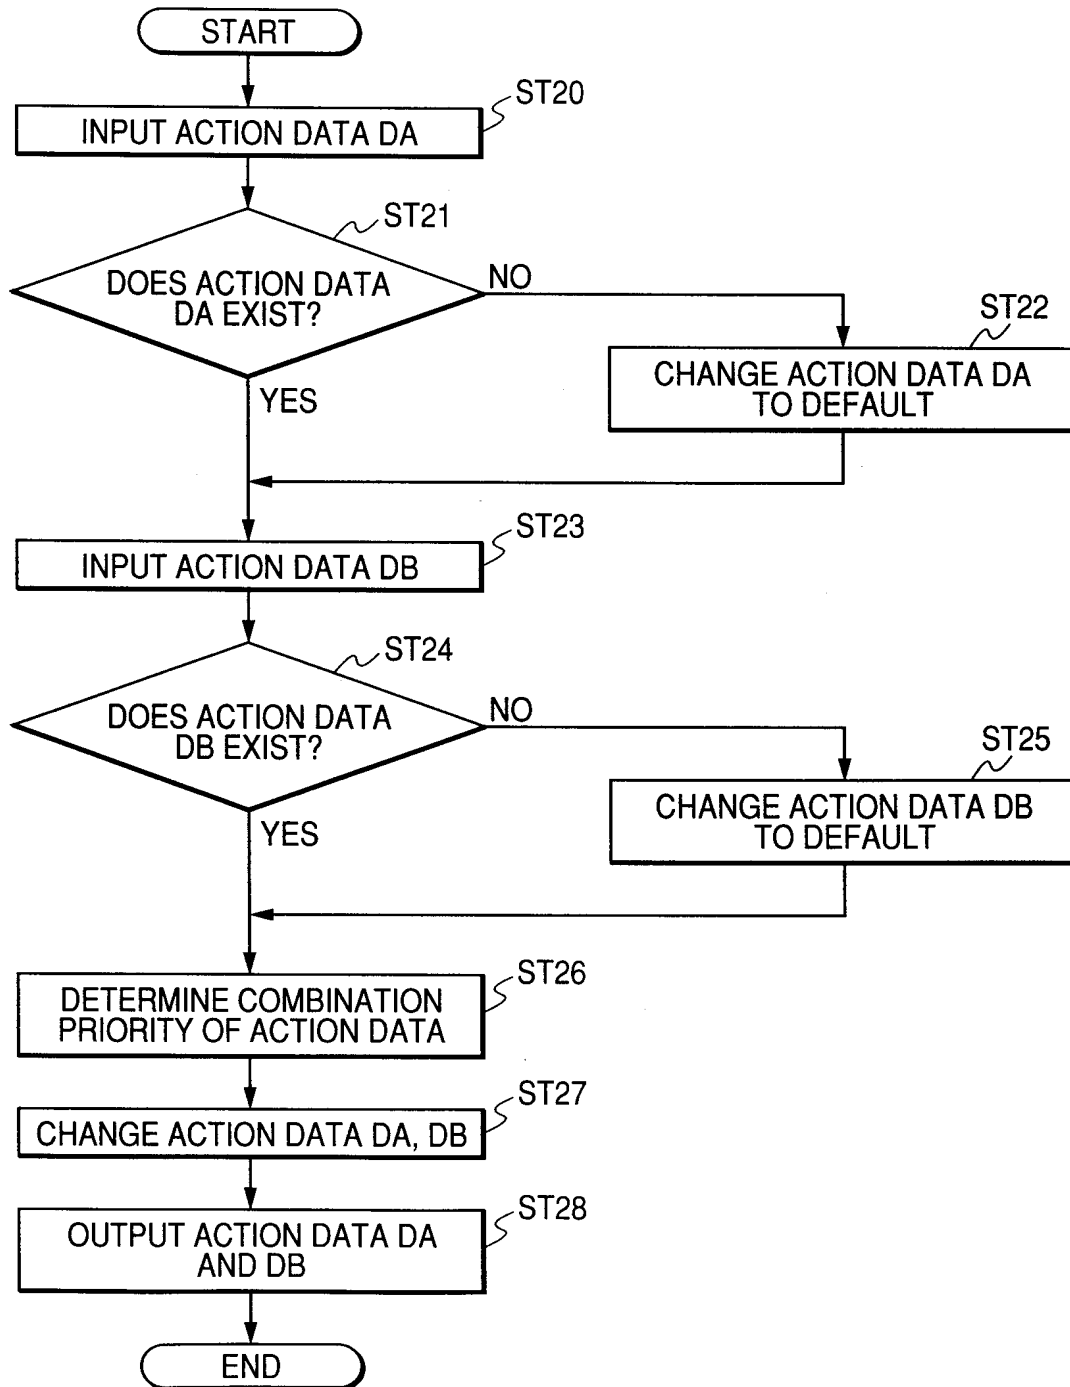 START
ST20
INPUT ACTION DATA DA
ST21
DOES ACTION DATA
DA EXIST?
NO
ST22
CHANGE ACTION DATA DA
TO DEFAULT
YES
ST23
INPUT ACTION DATA DB
ST24
DOES ACTION DATA
DB EXIST?
NO
ST25
CHANGE ACTION DATA DB
TO DEFAULT
YES
ST26
DETERMINE COMBINATION
PRIORITY OF ACTION DATA
ST27
CHANGE ACTION DATA DA, DB
ST28
OUTPUT ACTION DATA DA
AND DB
END